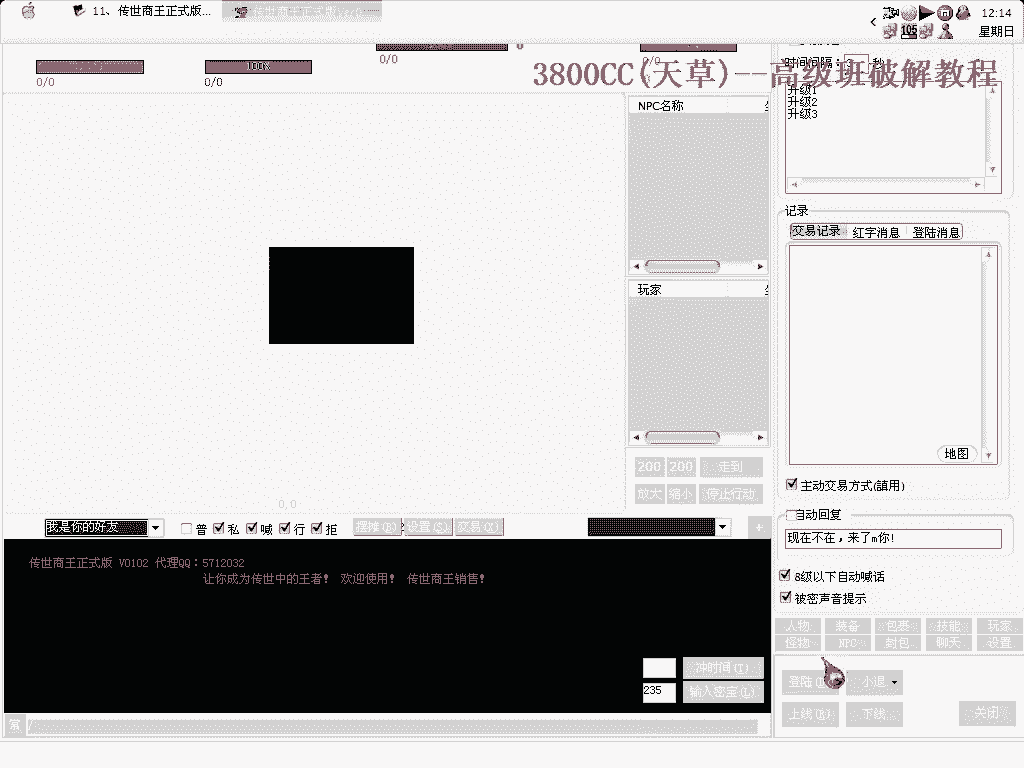 11、传世商王正式版...
12:14
105
星期日
100%
0/0
0/0
0/0
0/0
3800CC(天草)--高级班破解教程
时间间隔：
秒
NPC名称
升级1
升级2
升级3
记录
交易记录 红字消息 登陆消息
玩家
地图
200 200 走到
放大 缩小 停止行动
主动交易方式(慎用)
0,0
自动回复
我是你的好友
普 私 喊 行 拒
摆摊(B) 设置(S) 交易(X)
+
现在不在，来了m你！
传世商王正式版 V0102 代理QQ：5712032
让你成为传世中的王者！ 欢迎使用！ 传世商王销售！
8级以下自动喊话
被密声音提示
人物 装备 包裹 技能 玩家
怪物 NPC 封包 聊天 设置
冲时间(T)
235 输入密宝(L)
登陆 小退
上线(R) 下线 关闭
常 /